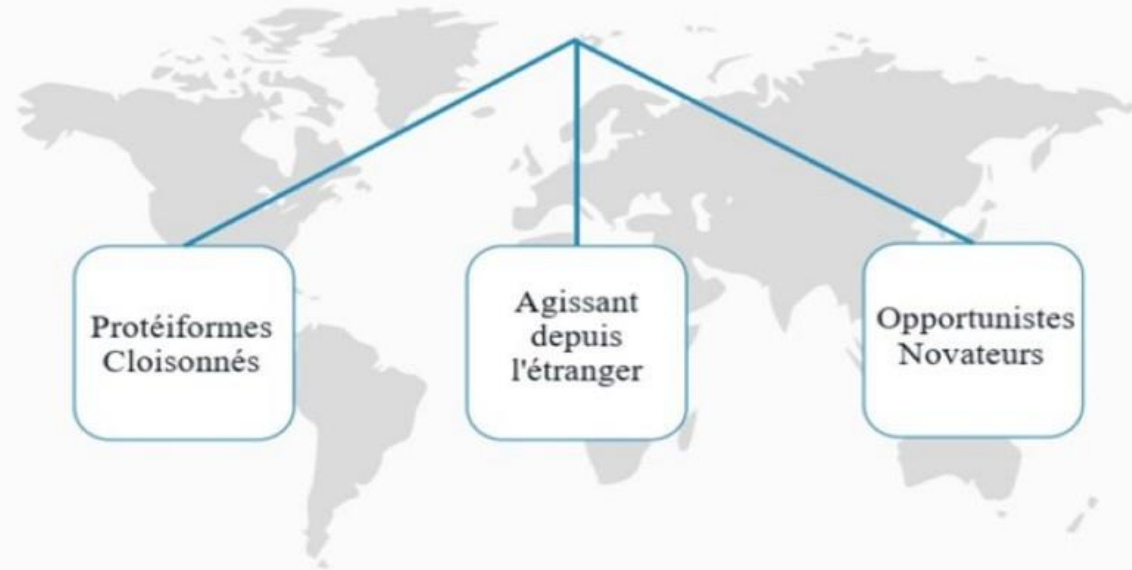 Protéiformes
Cloisonnés
Agissant
depuis
l'étranger
Opportunistes
Novateurs